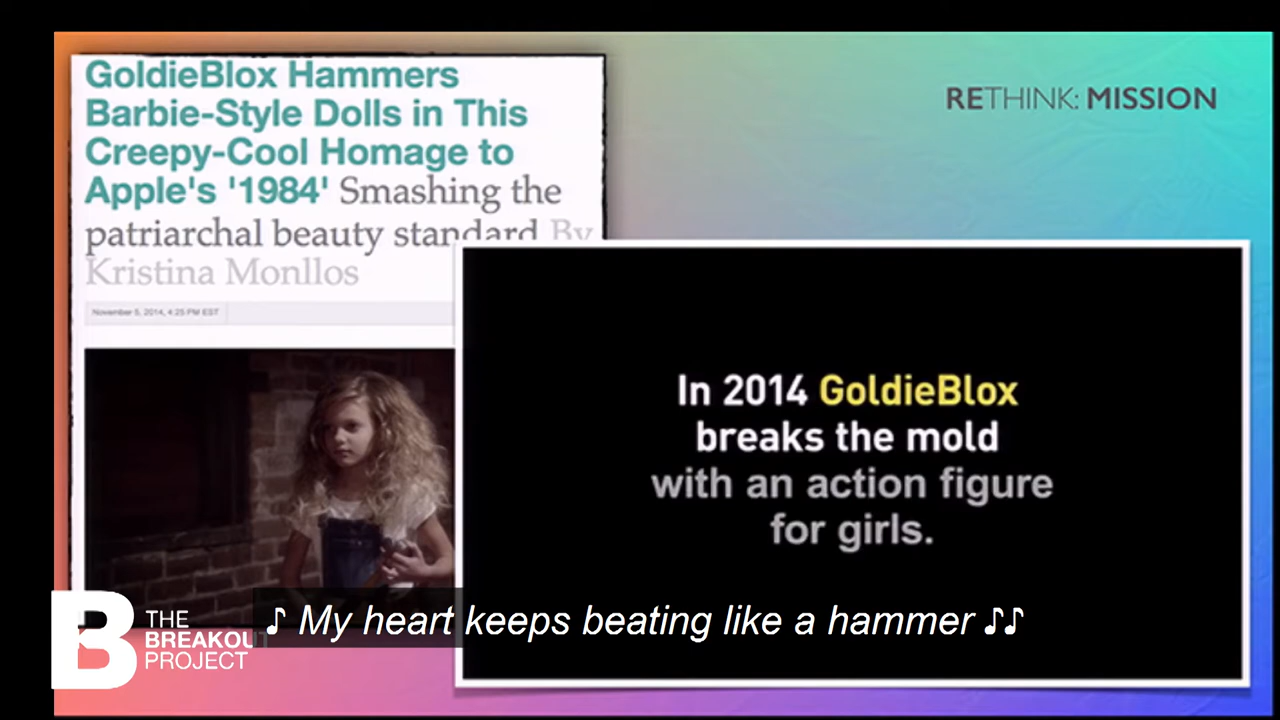 GoldieBlox Hammers
Barbie-Style Dolls in This
Creepy-Cool Homage to
Apple's '1984' Smashing the
patriarchal beauty standard By
Kristina Monllos
November 5, 2014, 4:25 PM EST
RETHINK: MISSION
In 2014 GoldieBlox
breaks the mold
with an action figure
for girls.
B THE
BREAKOUT
PROJECT
♪ My heart keeps beating like a hammer ♪♪